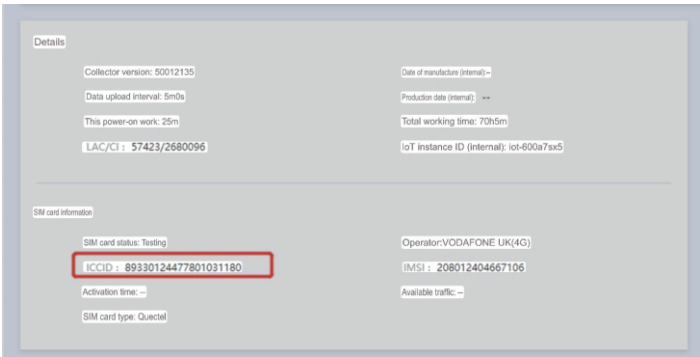 Details
Collector version: 50012135
Date of manufacture (internal):--
Data upload interval: 5m0s
Production date (internal): --
This power-on work: 25m
Total working time: 70h5m
LAC/CI : 57423/2680096
IoT instance ID (internal): iot-600a7sx5
SIM card information
SIM card status: Testing
Operator:VODAFONE UK(4G)
ICCID : 89330124477801031180
IMSI : 208012404667106
Activation time: --
Available traffic: --
SIM card type: Quectel